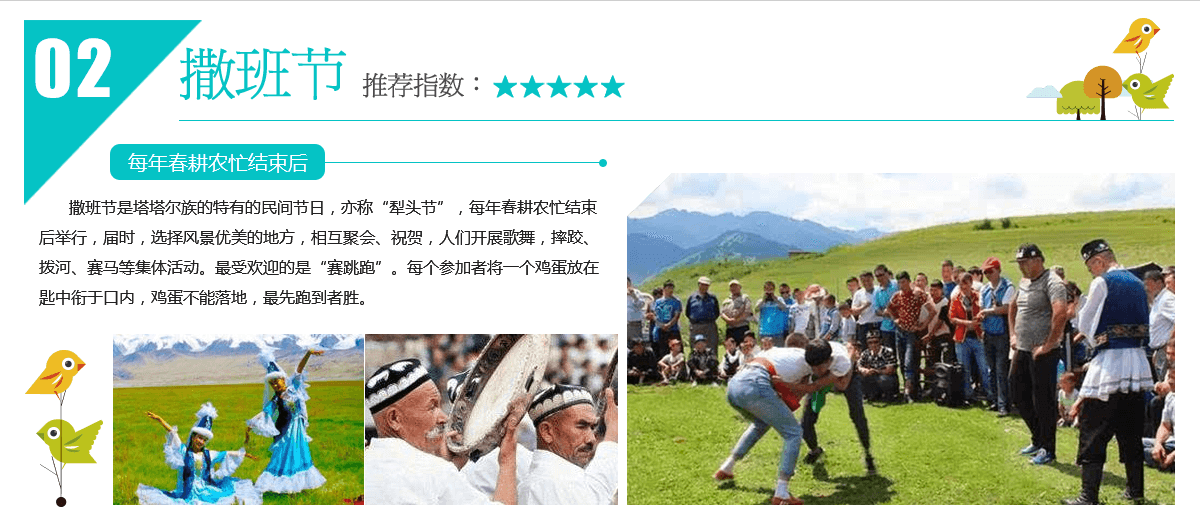 02
撒班节 推荐指数：★★★★★
每年春耕农忙结束后
撒班节是塔塔尔族的特有的民间节日，亦称“犁头节”，每年春耕农忙结束
后举行，届时，选择风景优美的地方，相互聚会、祝贺，人们开展歌舞，摔跤、
拨河、赛马等集体活动。最受欢迎的是“赛跳跑”。每个参加者将一个鸡蛋放在
匙中衔于口内，鸡蛋不能落地，最先跑到者胜。